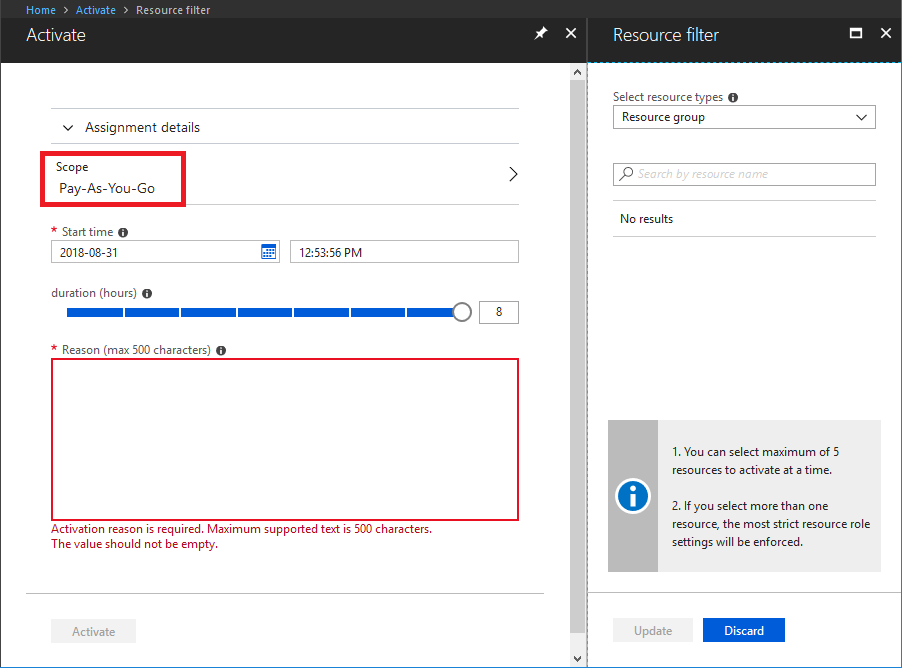 Home > Activate > Resource filter
Activate
Assignment details
Scope
Pay-As-You-Go
* Start time
2018-08-31
12:53:56 PM
duration (hours)
8
* Reason (max 500 characters)
Activation reason is required. Maximum supported text is 500 characters.
The value should not be empty.
Activate
Resource filter
Select resource types
Resource group
Search by resource name
No results
1. You can select maximum of 5
resources to activate at a time.
2. If you select more than one
resource, the most strict resource role
settings will be enforced.
Update
Discard